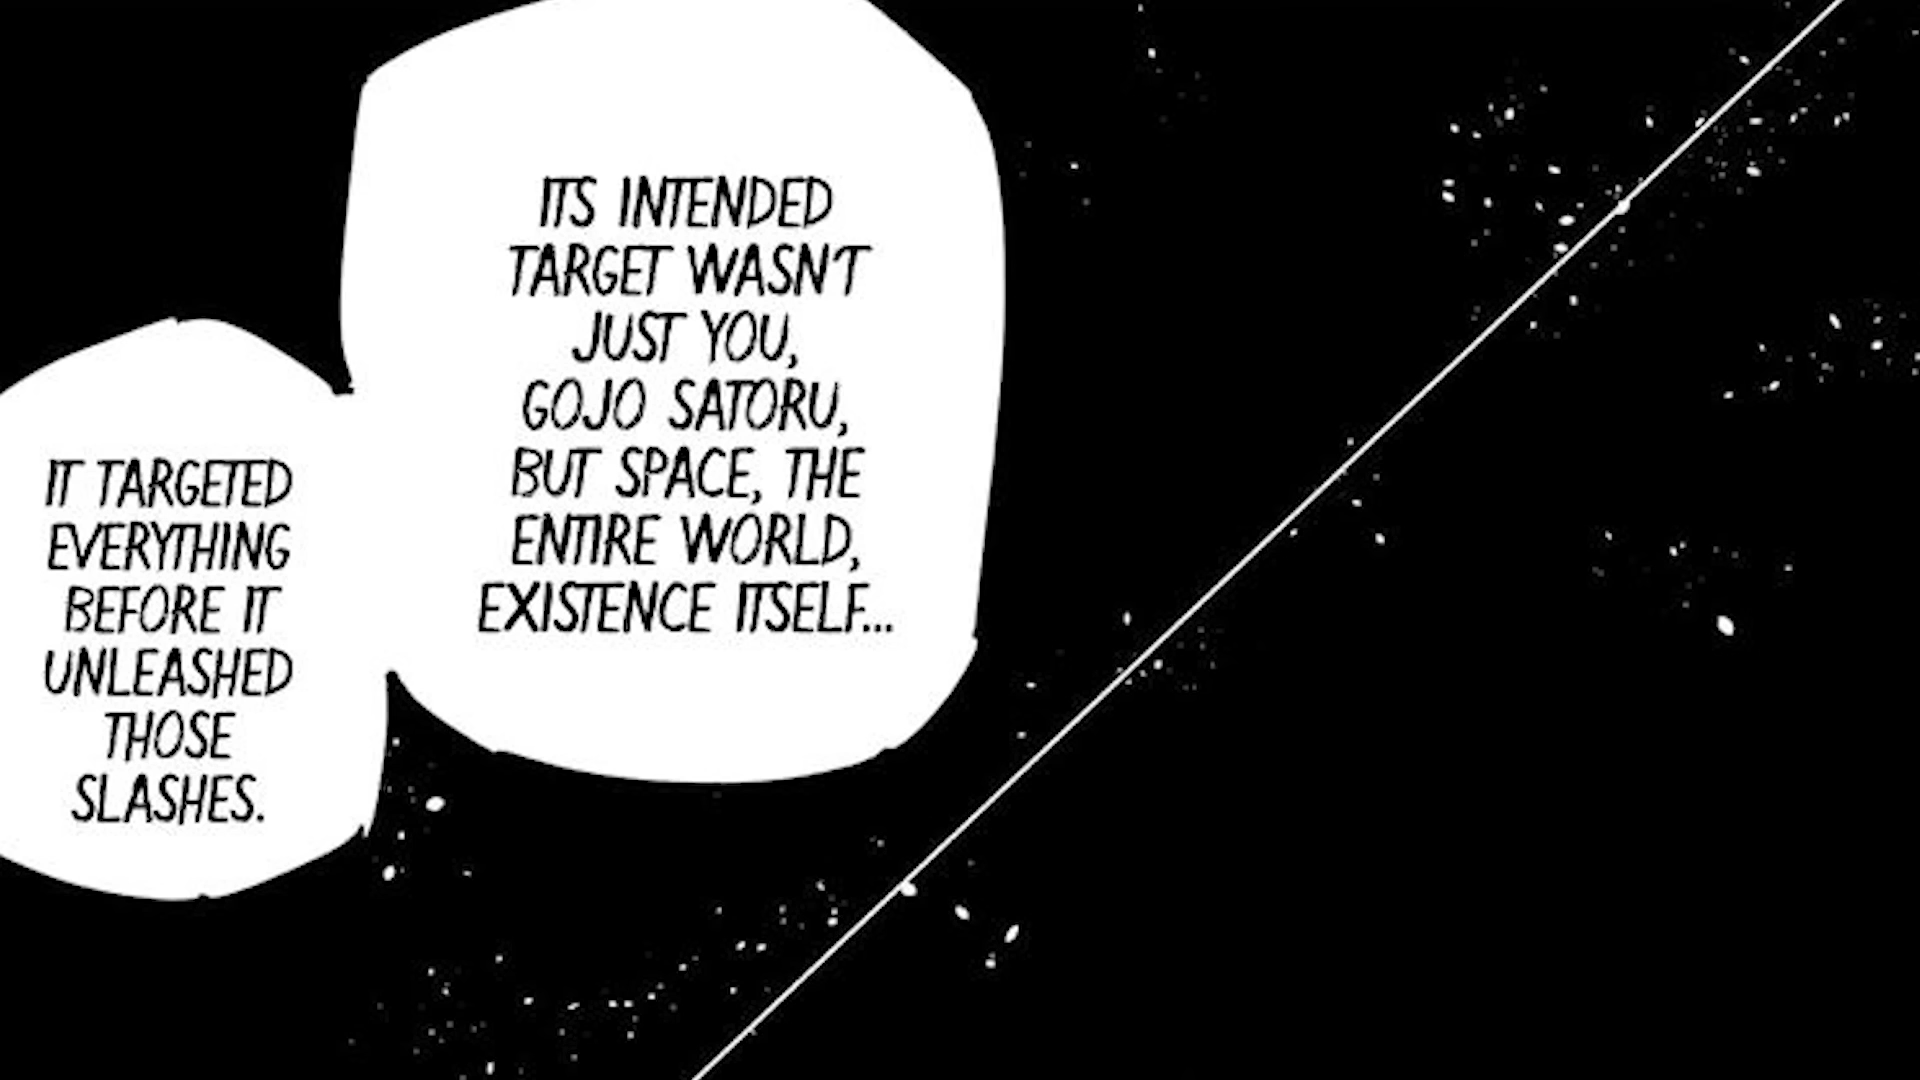 ITS INTENDED
TARGET WASN'T
JUST YOU,
GOJO SATORU,
BUT SPACE, THE
ENTIRE WORLD,
EXISTENCE ITSELF...
IT TARGETED
EVERYTHING
BEFORE IT
UNLEASHED
THOSE
SLASHES.